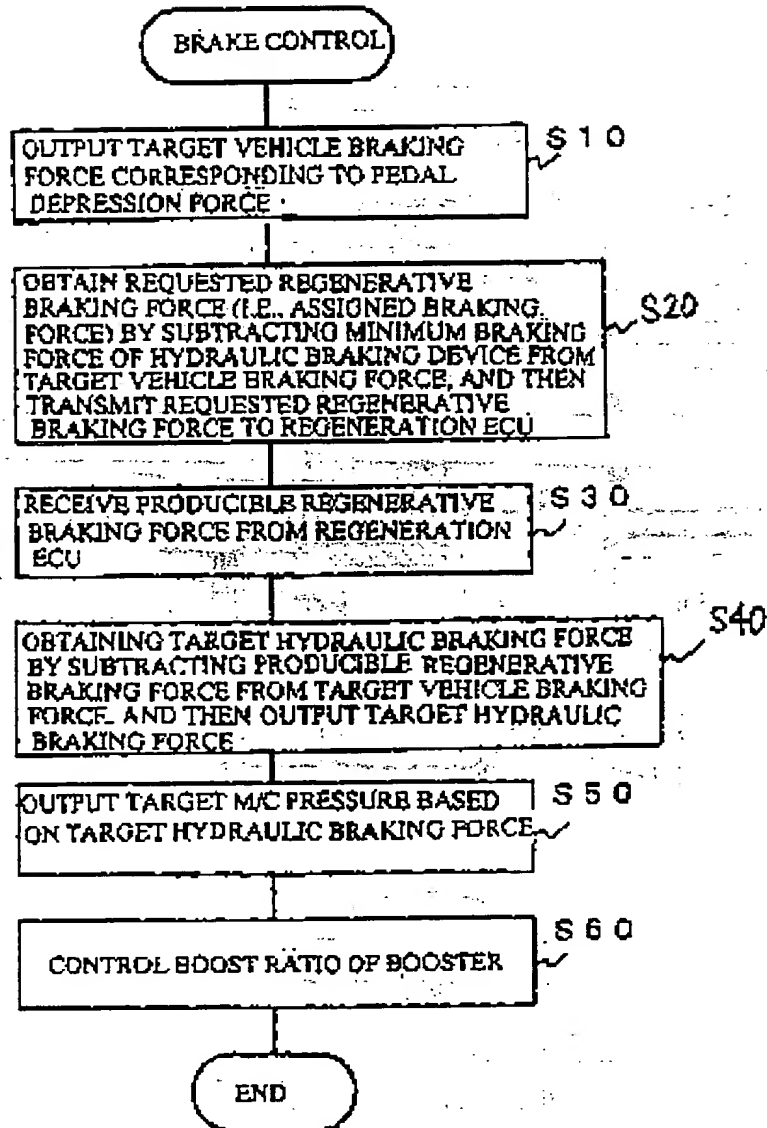 BRAKE CONTROL
S10
OUTPUT TARGET VEHICLE BRAKING
FORCE CORRESPONDING TO PEDAL
DEPRESSION FORCE
OBTAIN REQUESTED REGENERATIVE
BRAKING FORCE (I.E., ASSIGNED BRAKING
FORCE) BY SUBTRACTING MINIMUM BRAKING
FORCE OF HYDRAULIC BRAKING DEVICE FROM
TARGET VEHICLE BRAKING FORCE, AND THEN
TRANSMIT REQUESTED REGENERATIVE
BRAKING FORCE TO REGENERATION ECU
S20
RECEIVE PRODUCIBLE REGENERATIVE
BRAKING FORCE FROM REGENERATION
ECU
S30
OBTAINING TARGET HYDRAULIC BRAKING FORCE
BY SUBTRACTING PRODUCIBLE REGENERATIVE
BRAKING FORCE FROM TARGET VEHICLE BRAKING
FORCE. AND THEN OUTPUT TARGET HYDRAULIC
BRAKING FORCE
S40
OUTPUT TARGET M/C PRESSURE BASED
ON TARGET HYDRAULIC BRAKING FORCE
S50
CONTROL BOOST RATIO OF BOOSTER
S60
END